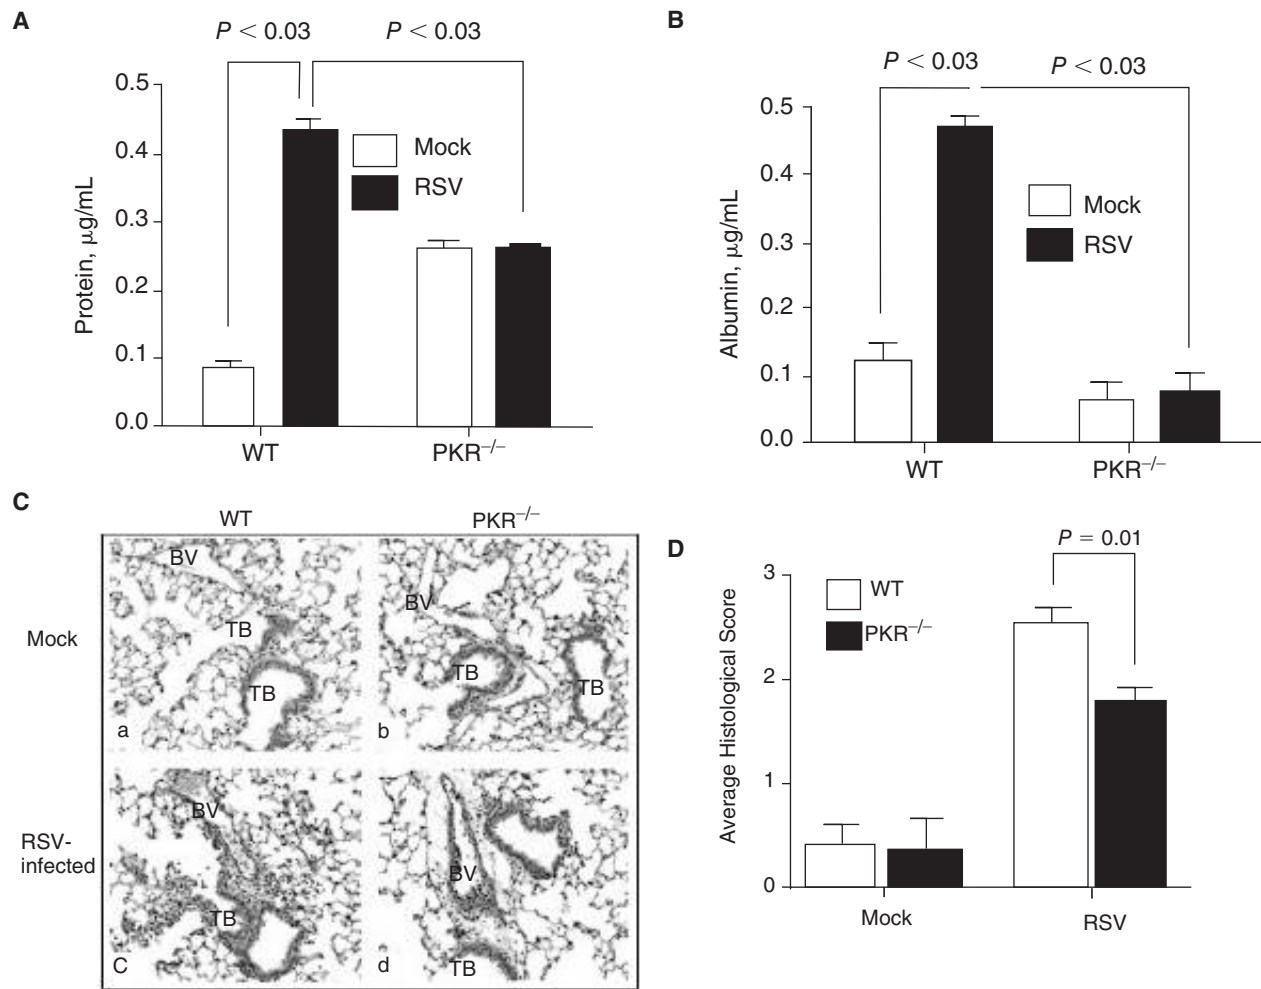 A
P < 0.03
P < 0.03
0.5
0.4
0.3
0.2
0.1
0.0
Protein, μg/mL
Mock
RSV
WT
PKR−/−
B
P < 0.03
P < 0.03
0.5
0.4
0.3
0.2
0.1
0.0
Albumin, μg/mL
Mock
RSV
WT
PKR−/−
C
WT
PKR−/−
Mock
RSV-
infected
BV
TB
TB
a
BV
TB
TB
b
BV
TB
C
BV
TB
d
D
P = 0.01
3
2
1
0
Average Histological Score
WT
PKR−/−
Mock
RSV